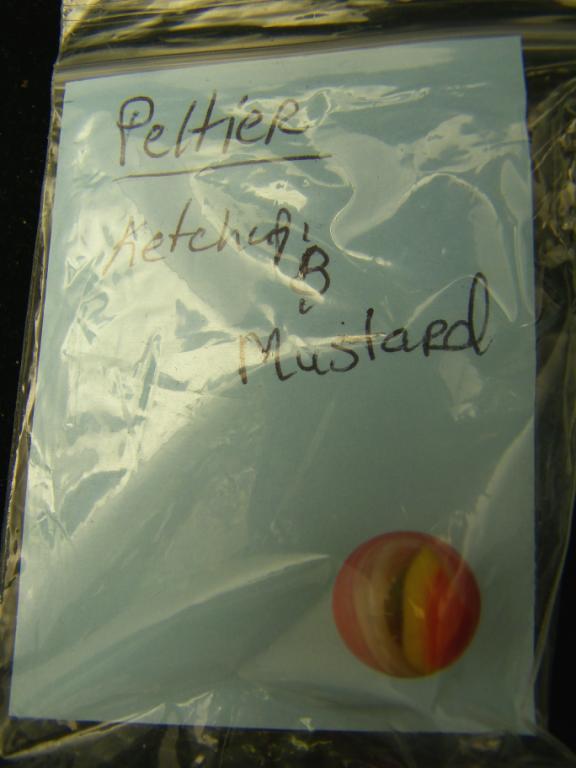 Peltier
Ketchup
&
Mustard